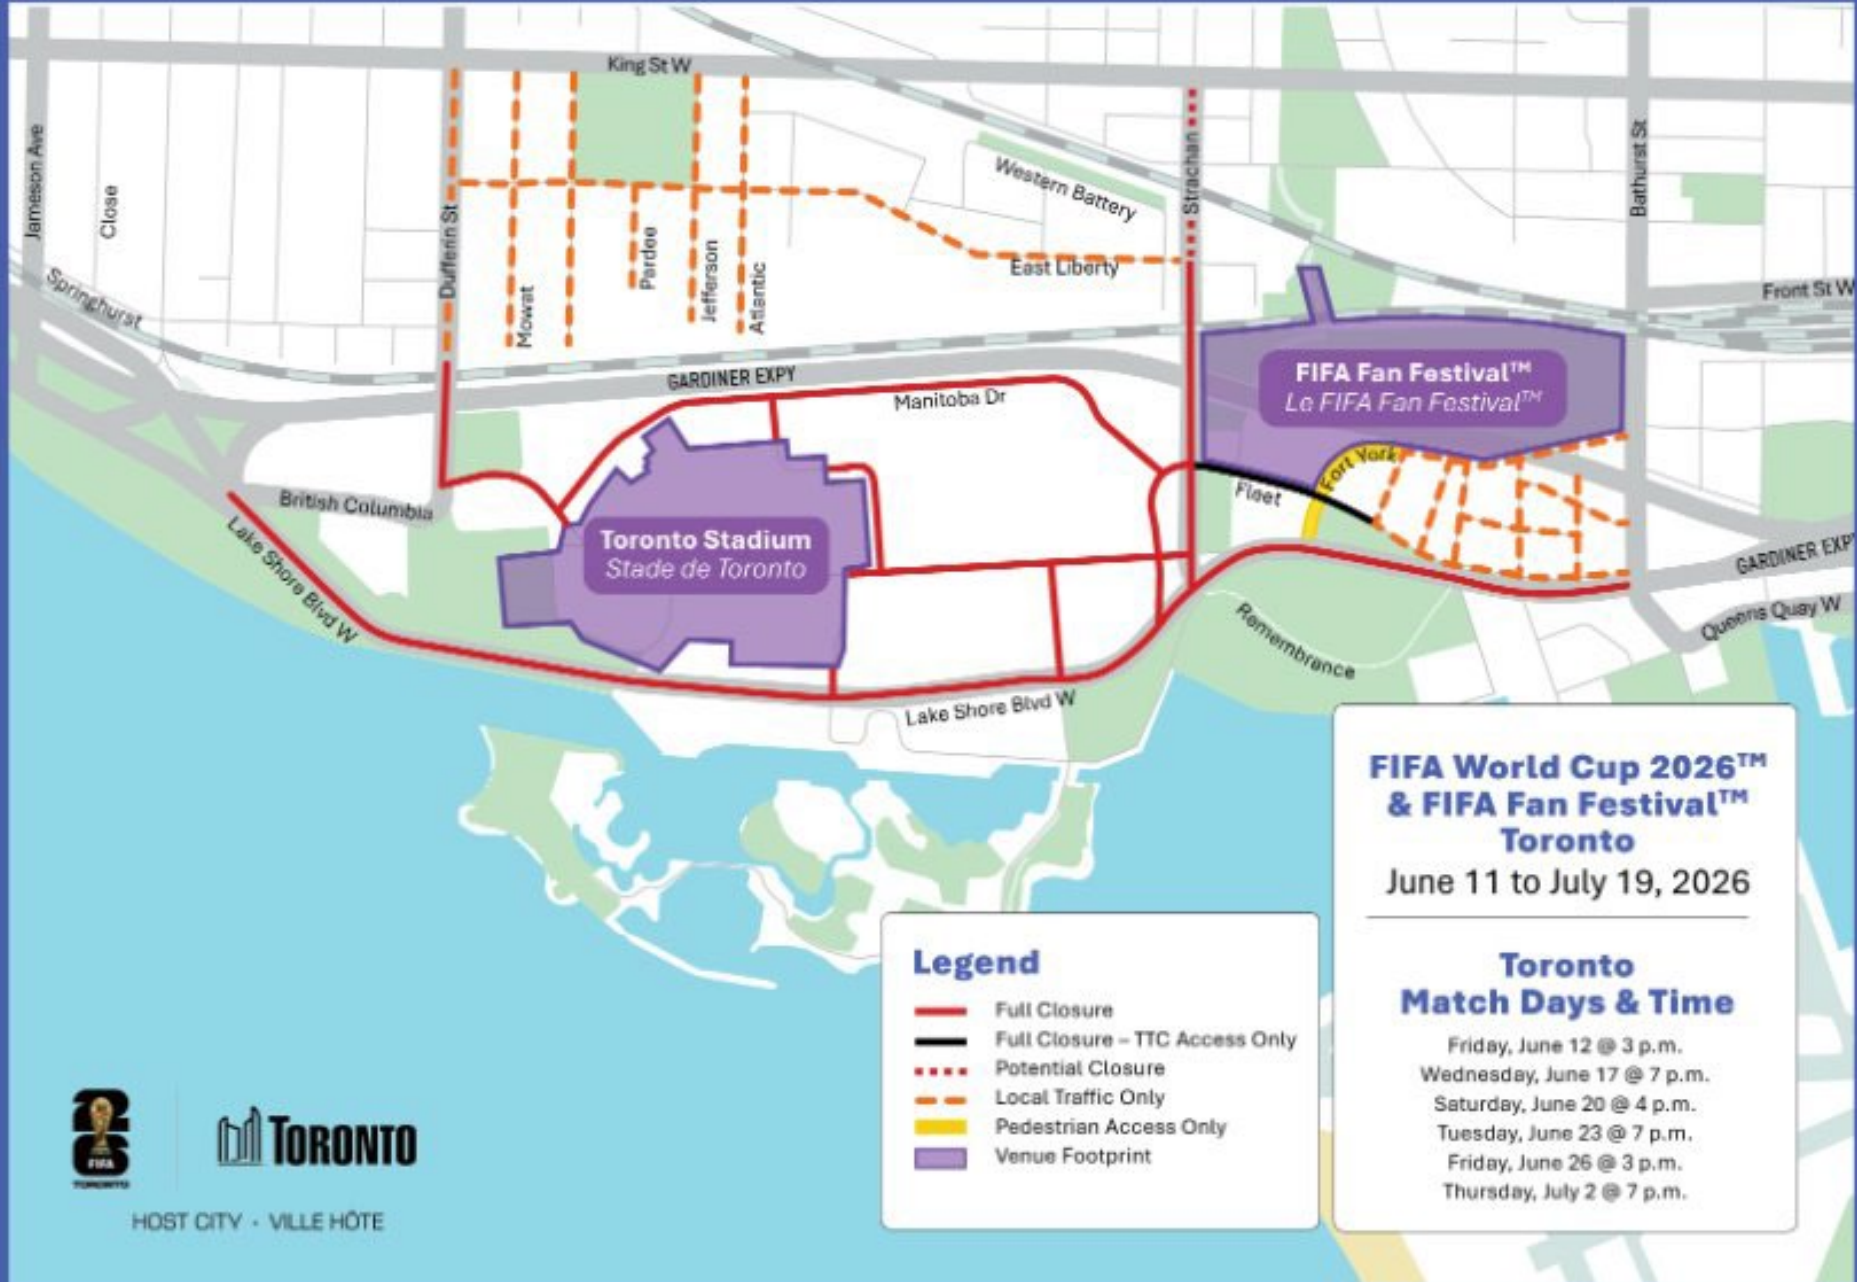 King St W
Jameson Ave
Close
Dufferin St
Mowat
Pardee
Jefferson
Atlantic
Western Battery
East Liberty
Strachan
Bathurst St
Front St W
Springhurst
GARDINER EXPY
Manitoba Dr
FIFA Fan Festival™
Le FIFA Fan Festival™
Fort York
Fleet
British Columbia
Lake Shore Blvd W
Toronto Stadium
Stade de Toronto
GARDINER EXPY
Queens Quay W
Remembrance
Lake Shore Blvd W
FIFA World Cup 2026™
& FIFA Fan Festival™
Toronto
June 11 to July 19, 2026
Toronto
Match Days & Time
Friday, June 12 @ 3 p.m.
Wednesday, June 17 @ 7 p.m.
Saturday, June 20 @ 4 p.m.
Tuesday, June 23 @ 7 p.m.
Friday, June 26 @ 3 p.m.
Thursday, July 2 @ 7 p.m.
Legend
Full Closure
Full Closure – TTC Access Only
Potential Closure
Local Traffic Only
Pedestrian Access Only
Venue Footprint
26
FIFA
TORONTO
TORONTO
HOST CITY • VILLE HÔTE